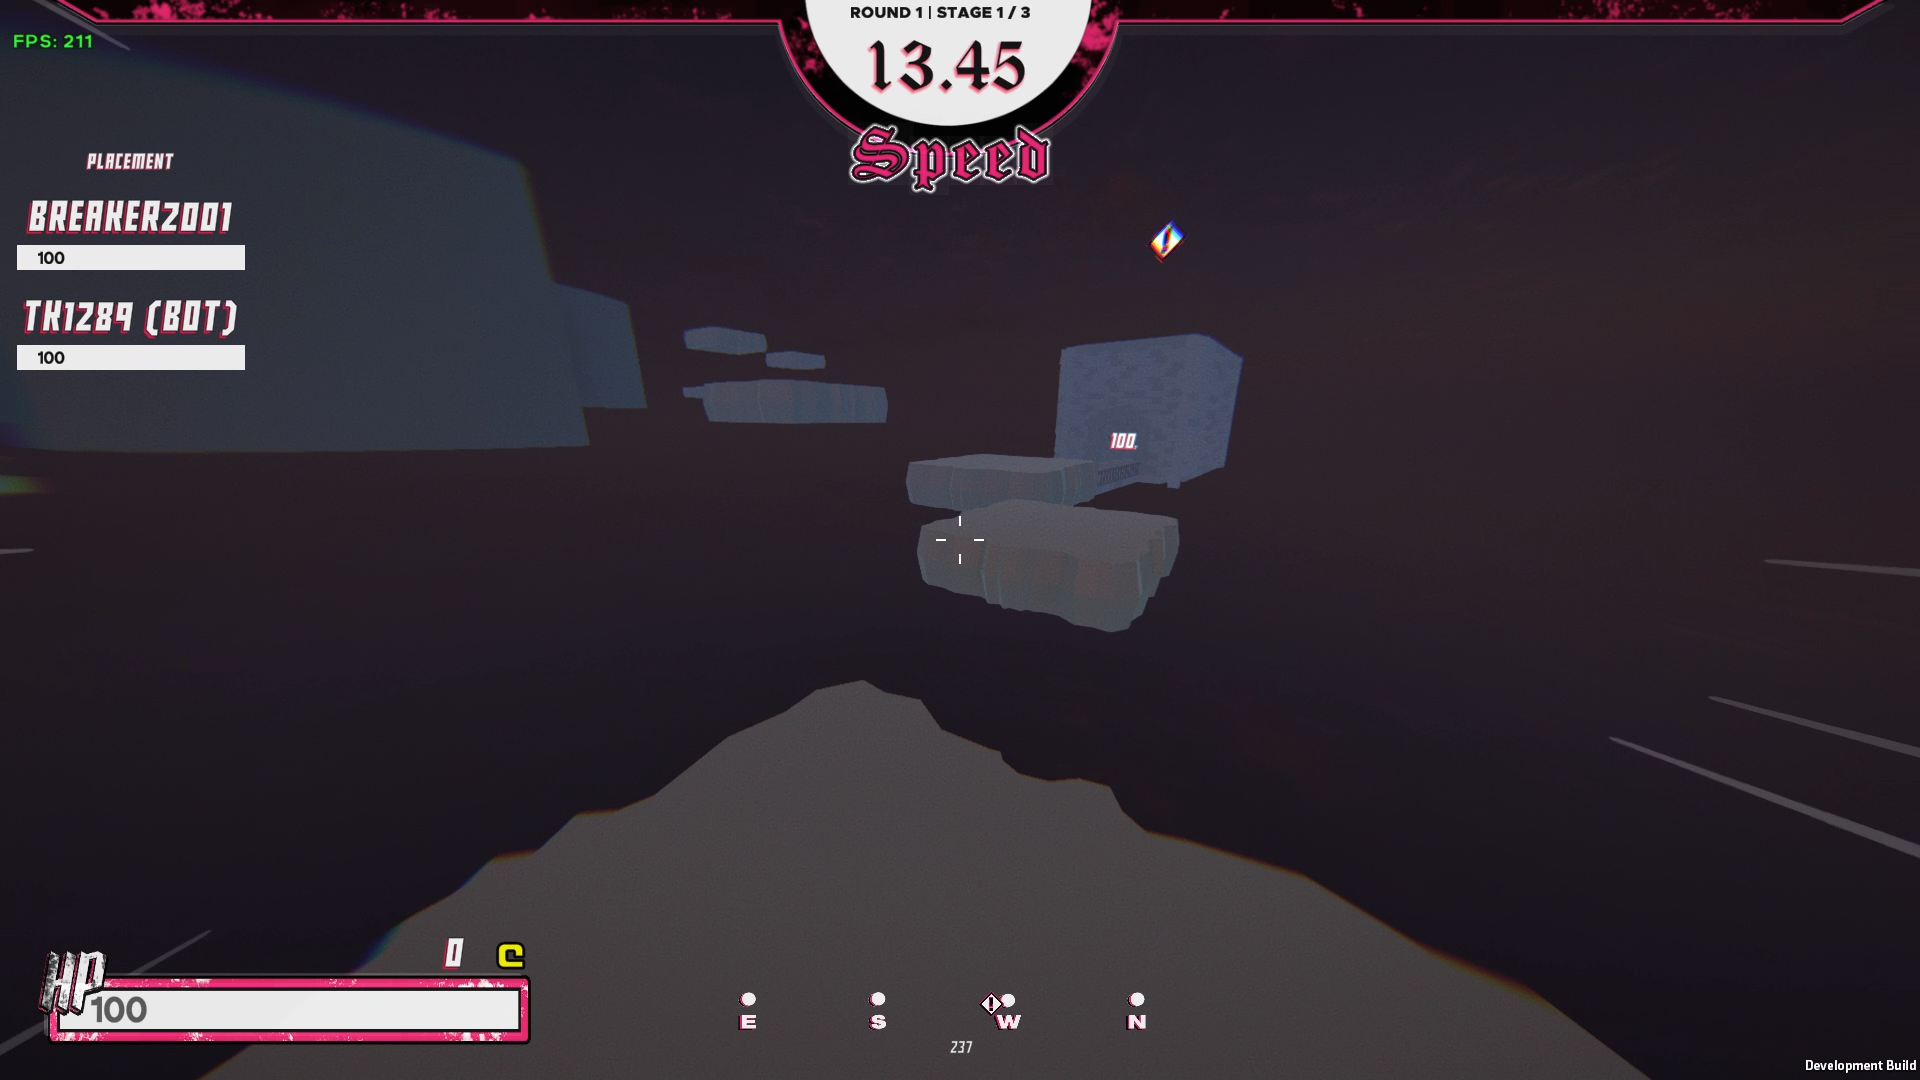 ROUND 1 | STAGE 1 / 3
FPS: 211
13.45
Speed
PLACEMENT
BREAKER2001
100
TK1289 (BOT)
100
100
0 C
HP
100
E S W N
237
Development Build